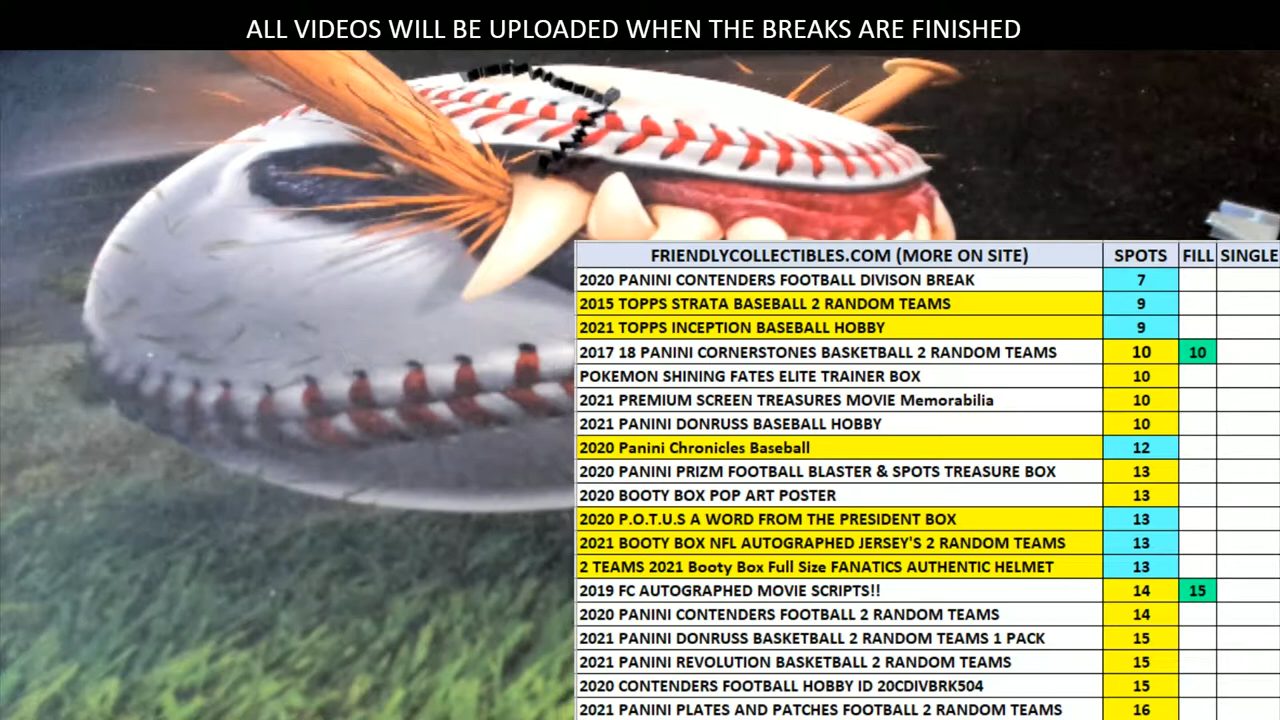 ALL VIDEOS WILL BE UPLOADED WHEN THE BREAKS ARE FINISHED
FRIENDLYCOLLECTIBLES.COM (MORE ON SITE) SPOTS FILL SINGLE
2020 PANINI CONTENDERS FOOTBALL DIVISON BREAK 7
2015 TOPPS STRATA BASEBALL 2 RANDOM TEAMS 9
2021 TOPPS INCEPTION BASEBALL HOBBY 9
2017 18 PANINI CORNERSTONES BASKETBALL 2 RANDOM TEAMS 10 10
POKEMON SHINING FATES ELITE TRAINER BOX 10
2021 PREMIUM SCREEN TREASURES MOVIE Memorabilia 10
2021 PANINI DONRUSS BASEBALL HOBBY 10
2020 Panini Chronicles Baseball 12
2020 PANINI PRIZM FOOTBALL BLASTER & SPOTS TREASURE BOX 13
2020 BOOTY BOX POP ART POSTER 13
2020 P.O.T.U.S A WORD FROM THE PRESIDENT BOX 13
2021 BOOTY BOX NFL AUTOGRAPHED JERSEY'S 2 RANDOM TEAMS 13
2 TEAMS 2021 Booty Box Full Size FANATICS AUTHENTIC HELMET 13
2019 FC AUTOGRAPHED MOVIE SCRIPTS!! 14 15
2020 PANINI CONTENDERS FOOTBALL 2 RANDOM TEAMS 14
2021 PANINI DONRUSS BASKETBALL 2 RANDOM TEAMS 1 PACK 15
2021 PANINI REVOLUTION BASKETBALL 2 RANDOM TEAMS 15
2020 CONTENDERS FOOTBALL HOBBY ID 20CDIVBRK504 15
2021 PANINI PLATES AND PATCHES FOOTBALL 2 RANDOM TEAMS 16